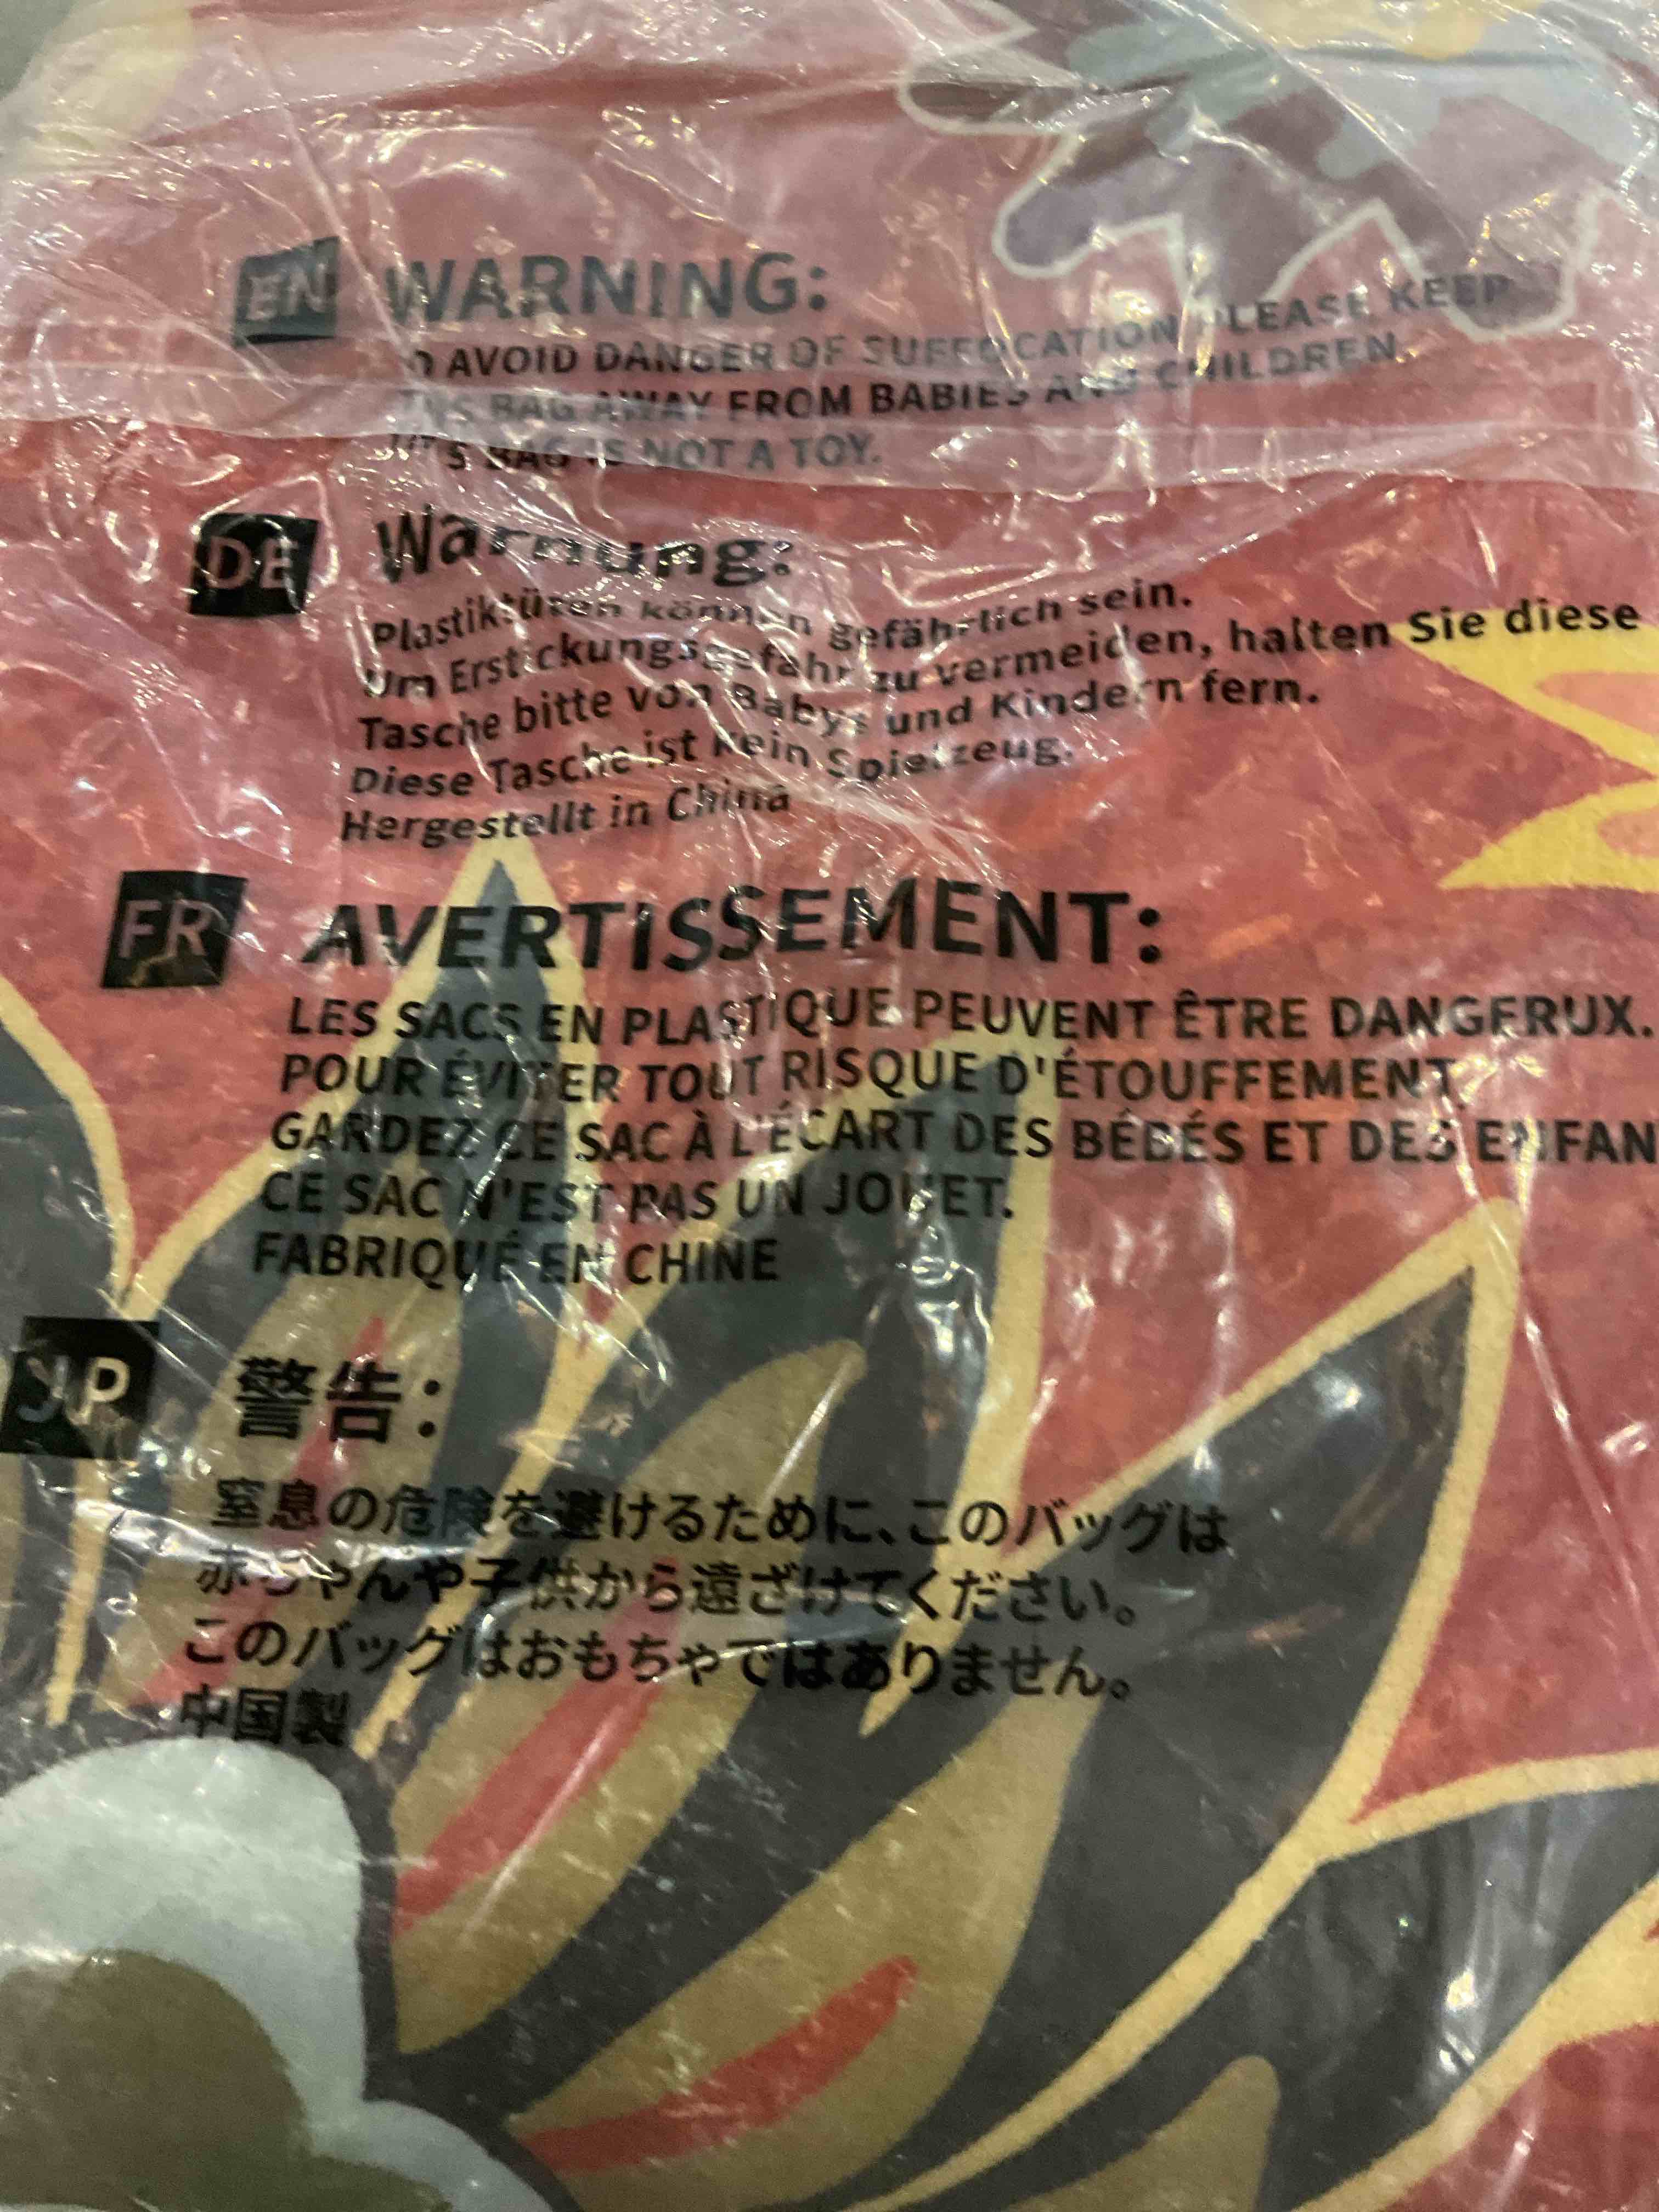 EN WARNING:
O AVOID DANGER OF SUFFOCATION PLEASE KEEP
THIS BAG AWAY FROM BABIES AND CHILDREN.
THIS BAG IS NOT A TOY.
DE Warnung:
Plastiktüten können gefährlich sein.
Um Erstickungsgefahr zu vermeiden, halten Sie diese
Tasche bitte von Babys und Kindern fern.
Diese Tasche ist kein Spielzeug.
Hergestellt in China
FR AVERTISSEMENT:
LES SACS EN PLASTIQUE PEUVENT ÊTRE DANGERUX.
POUR ÉVITER TOUT RISQUE D'ÉTOUFFEMENT,
GARDEZ CE SAC À L'ÉCART DES BÉBÉS ET DES ENFAN
CE SAC N'EST PAS UN JOUET.
FABRIQUÉ EN CHINE
JP 警告：
窒息の危険を避けるために、このバッグは
赤ちゃんや子供から遠ざけてください。
このバッグはおもちゃではありません。
中国製